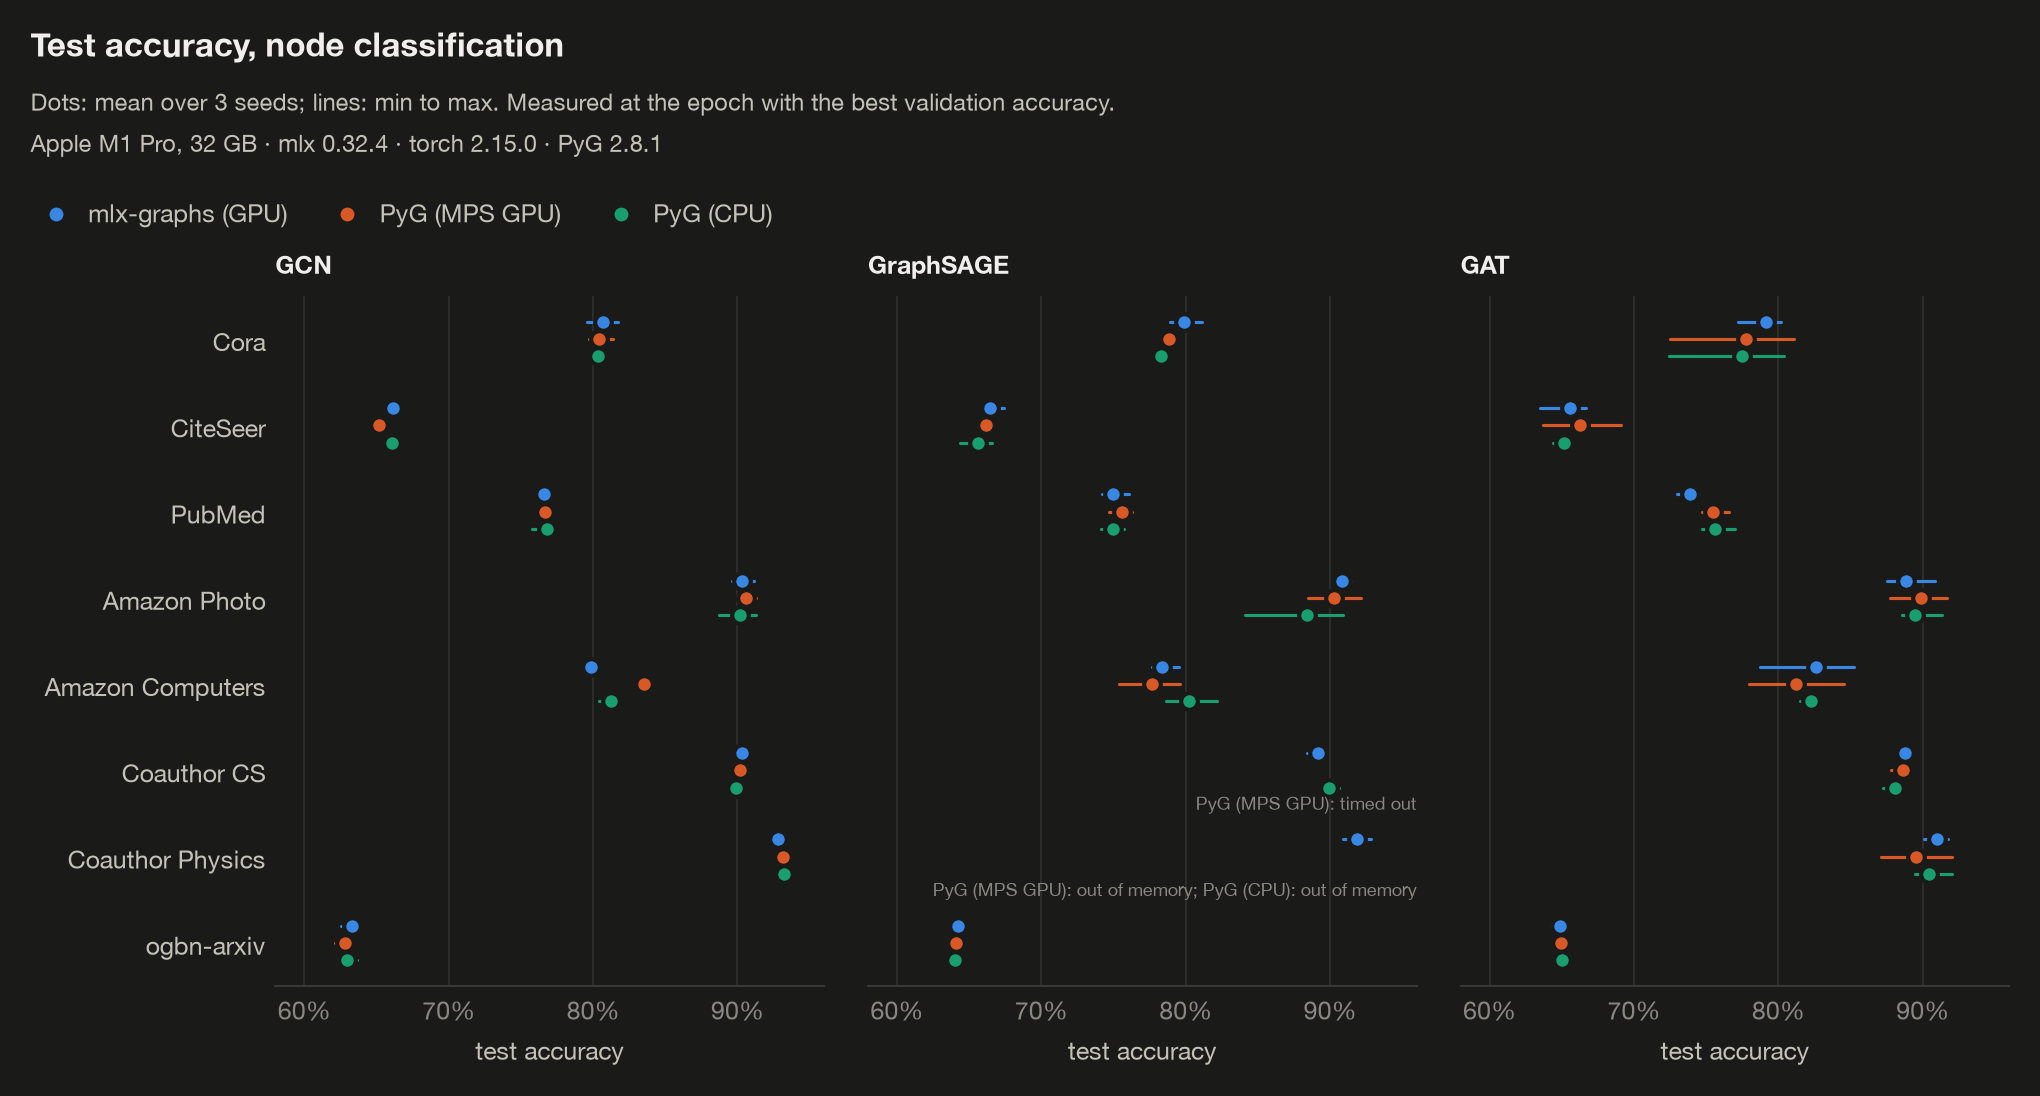 Test accuracy, node classification
Dots: mean over 3 seeds; lines: min to max. Measured at the epoch with the best validation accuracy.
Apple M1 Pro, 32 GB · mlx 0.32.4 · torch 2.15.0 · PyG 2.8.1
mlx-graphs (GPU) PyG (MPS GPU) PyG (CPU)
GCN GraphSAGE GAT
Cora
CiteSeer
PubMed
Amazon Photo
Amazon Computers
Coauthor CS
PyG (MPS GPU): timed out
Coauthor Physics
PyG (MPS GPU): out of memory; PyG (CPU): out of memory
ogbn-arxiv
60% 70% 80% 90% 60% 70% 80% 90% 60% 70% 80% 90%
test accuracy test accuracy test accuracy